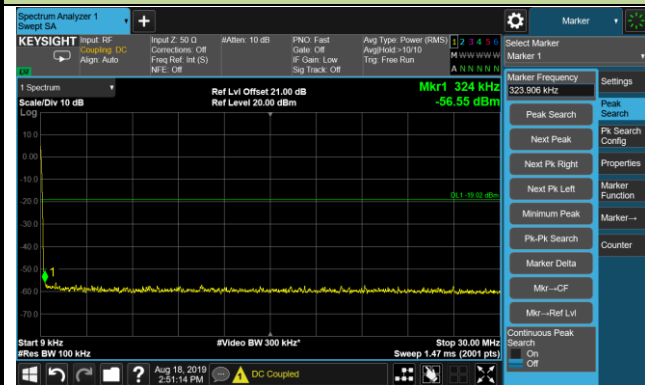 Spectrum Analyzer 1
Swept SA
Marker
KEYSIGHT
Input: RF
Coupling: DC
Align: Auto
Input Z: 50 Ω
Corrections: Off
Freq Ref: Int (S)
NFE: Off
#Atten: 10 dB
PNO: Fast
Gate: Off
IF Gain: Low
Sig Track: Off
Avg Type: Power (RMS)
Avg|Hold:>10/10
Trig: Free Run
1 2 3 4 5 6
M W W W W W
A N N N N N
Select Marker
Marker 1
1 Spectrum
Scale/Div 10 dB
Log
Ref Lvl Offset 21.00 dB
Ref Level 20.00 dBm
Mkr1 324 kHz
-56.55 dBm
10.0
0.00
-10.0
-20.0
-30.0
-40.0
-50.0
-60.0
-70.0
DL1 -19.02 dBm
1
Start 9 kHz
#Res BW 100 kHz
#Video BW 300 kHz*
Stop 30.00 MHz
Sweep 1.47 ms (2001 pts)
Marker Frequency
323.906 kHz
Peak Search
Next Peak
Next Pk Right
Next Pk Left
Minimum Peak
Pk-Pk Search
Marker Delta
Mkr→CF
Mkr→Ref Lvl
Continuous Peak
Search
On
Off
Settings
Peak
Search
Pk Search
Config
Properties
Marker
Function
Marker→
Counter
?
Aug 18, 2019
2:51:14 PM
DC Coupled